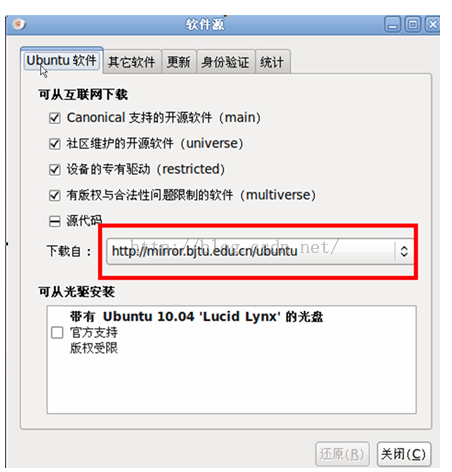 软件源
Ubuntu 软件 其它软件 更新 身份验证 统计
可从互联网下载
Canonical 支持的开源软件（main）
社区维护的开源软件（universe）
设备的专有驱动（restricted）
有版权与合法性问题限制的软件（multiverse）
源代码
下载自： http://mirror.bjtu.edu.cn/ubuntu
http://blog.csdn.net/
可从光驱安装
带有 Ubuntu 10.04 'Lucid Lynx' 的光盘
官方支持
版权受限
还原(R) 关闭(C)